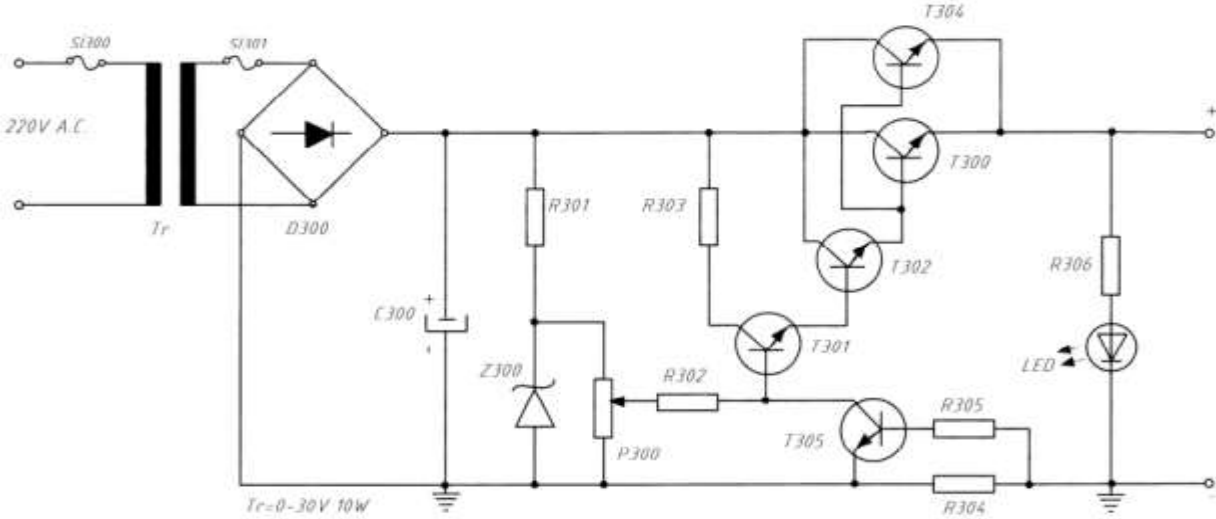 T304
SI300
SI301
220V A.C.
+
T300
R301
R303
Tr
D300
T302
R306
C300
+
-
T301
LED
Z300
R302
R305
T305
P300
Tr=0-30V 10W
R304
-